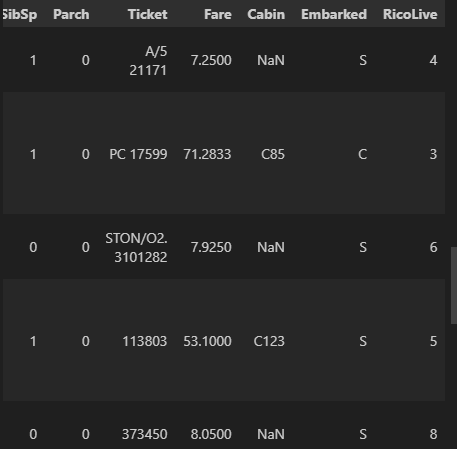 SibSp Parch Ticket Fare Cabin Embarked RicoLive
1 0 A/5 21171 7.2500 NaN S 4
1 0 PC 17599 71.2833 C85 C 3
0 0 STON/O2. 3101282 7.9250 NaN S 6
1 0 113803 53.1000 C123 S 5
0 0 373450 8.0500 NaN S 8